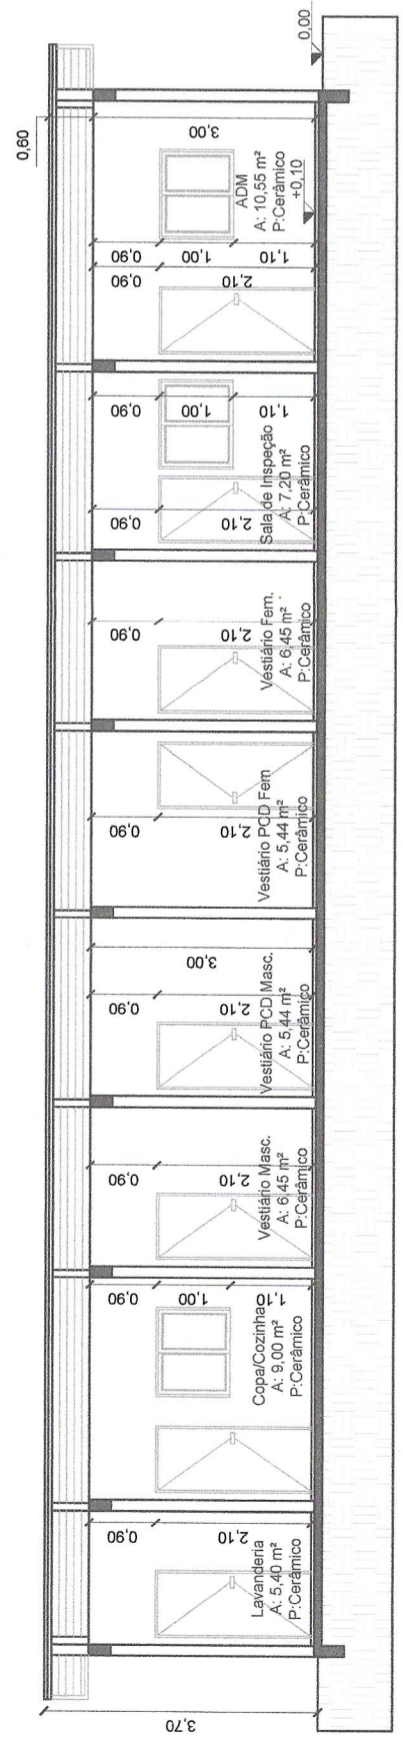 0,60
0,00
3,00
ADM
A: 10,55 m²
P:Cerâmico
+0,10
0,90
1,00
1,10
0,90
2,10
0,90
1,00
1,10
0,90
2,10
Sala de Inspeção
A: 7,20 m²
P:Cerâmico
0,90
2,10
Vestiário Fem.
A: 6,45 m²
P:Cerâmico
0,90
2,10
Vestiário PCD Fem
A: 5,44 m²
P:Cerâmico
3,00
0,90
2,10
Vestiário PCD Masc.
A: 5,44 m²
P:Cerâmico
0,90
2,10
Vestiário Masc.
A: 6,45 m²
P:Cerâmico
0,90
1,00
1,10
Copa/Cozinha
A: 9,00 m²
P:Cerâmico
0,90
2,10
Lavanderia
A: 5,40 m²
P:Cerâmico
3,70